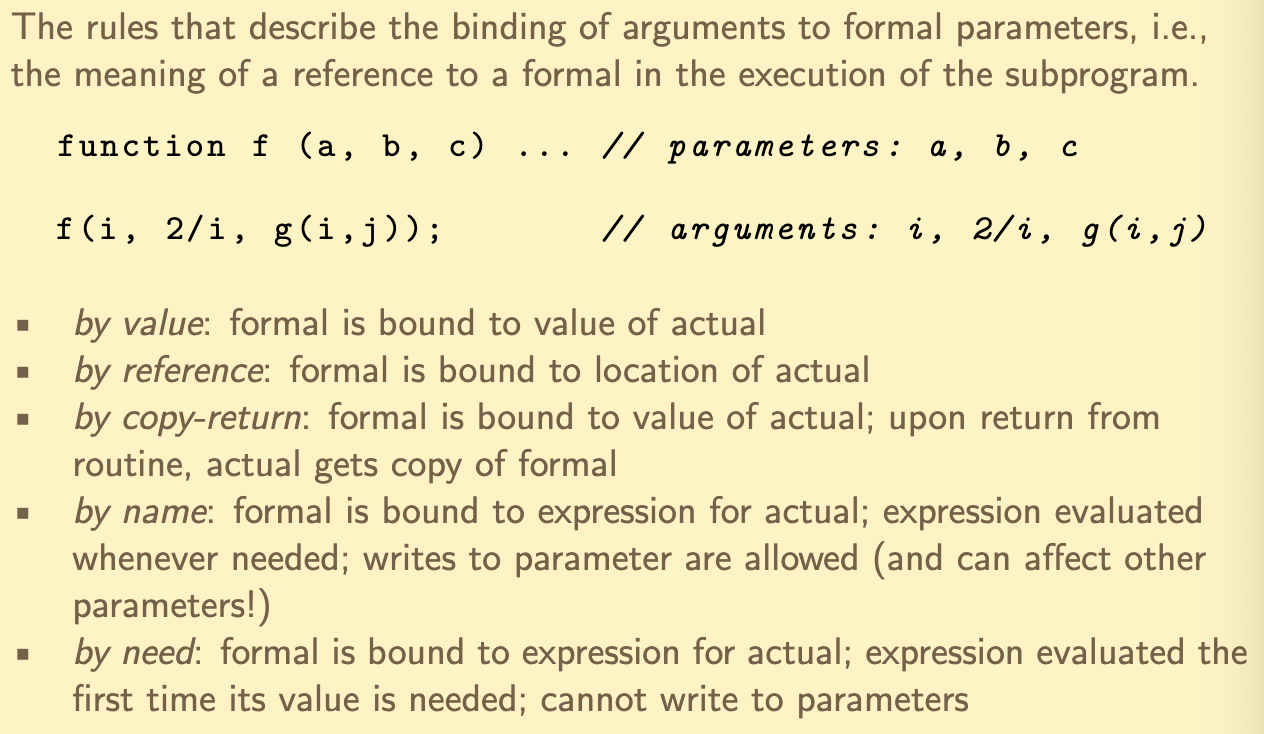 The rules that describe the binding of arguments to formal parameters, i.e.,
the meaning of a reference to a formal in the execution of the subprogram.
function f (a, b, c) ... // parameters: a, b, c
f(i, 2/i, g(i,j)); // arguments: i, 2/i, g(i,j)
▪ by value: formal is bound to value of actual
▪ by reference: formal is bound to location of actual
▪ by copy-return: formal is bound to value of actual; upon return from
routine, actual gets copy of formal
▪ by name: formal is bound to expression for actual; expression evaluated
whenever needed; writes to parameter are allowed (and can affect other
parameters!)
▪ by need: formal is bound to expression for actual; expression evaluated the
first time its value is needed; cannot write to parameters